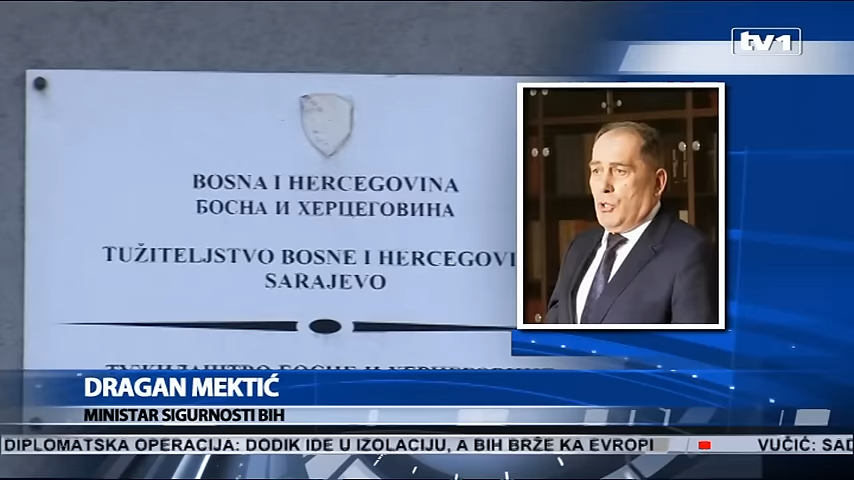 tv1
BOSNA I HERCEGOVINA
БОСНА И ХЕРЦЕГОВИНА
TUŽITELJSTVO BOSNE I HERCEGOVI
SARAJEVO
DRAGAN MEKTIĆ
MINISTAR SIGURNOSTI BIH
DIPLOMATSKA OPERACIJA: DODIK IDE U IZOLACIJU, A BIH BRŽE KA EVROPI
VUČIĆ: SAD